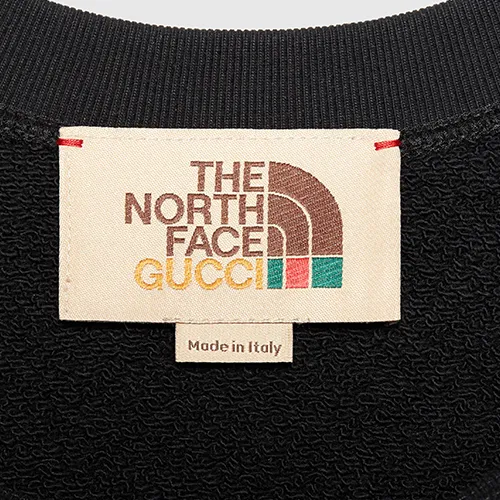 THE
NORTH
FACE
GUCCI
Made in Italy